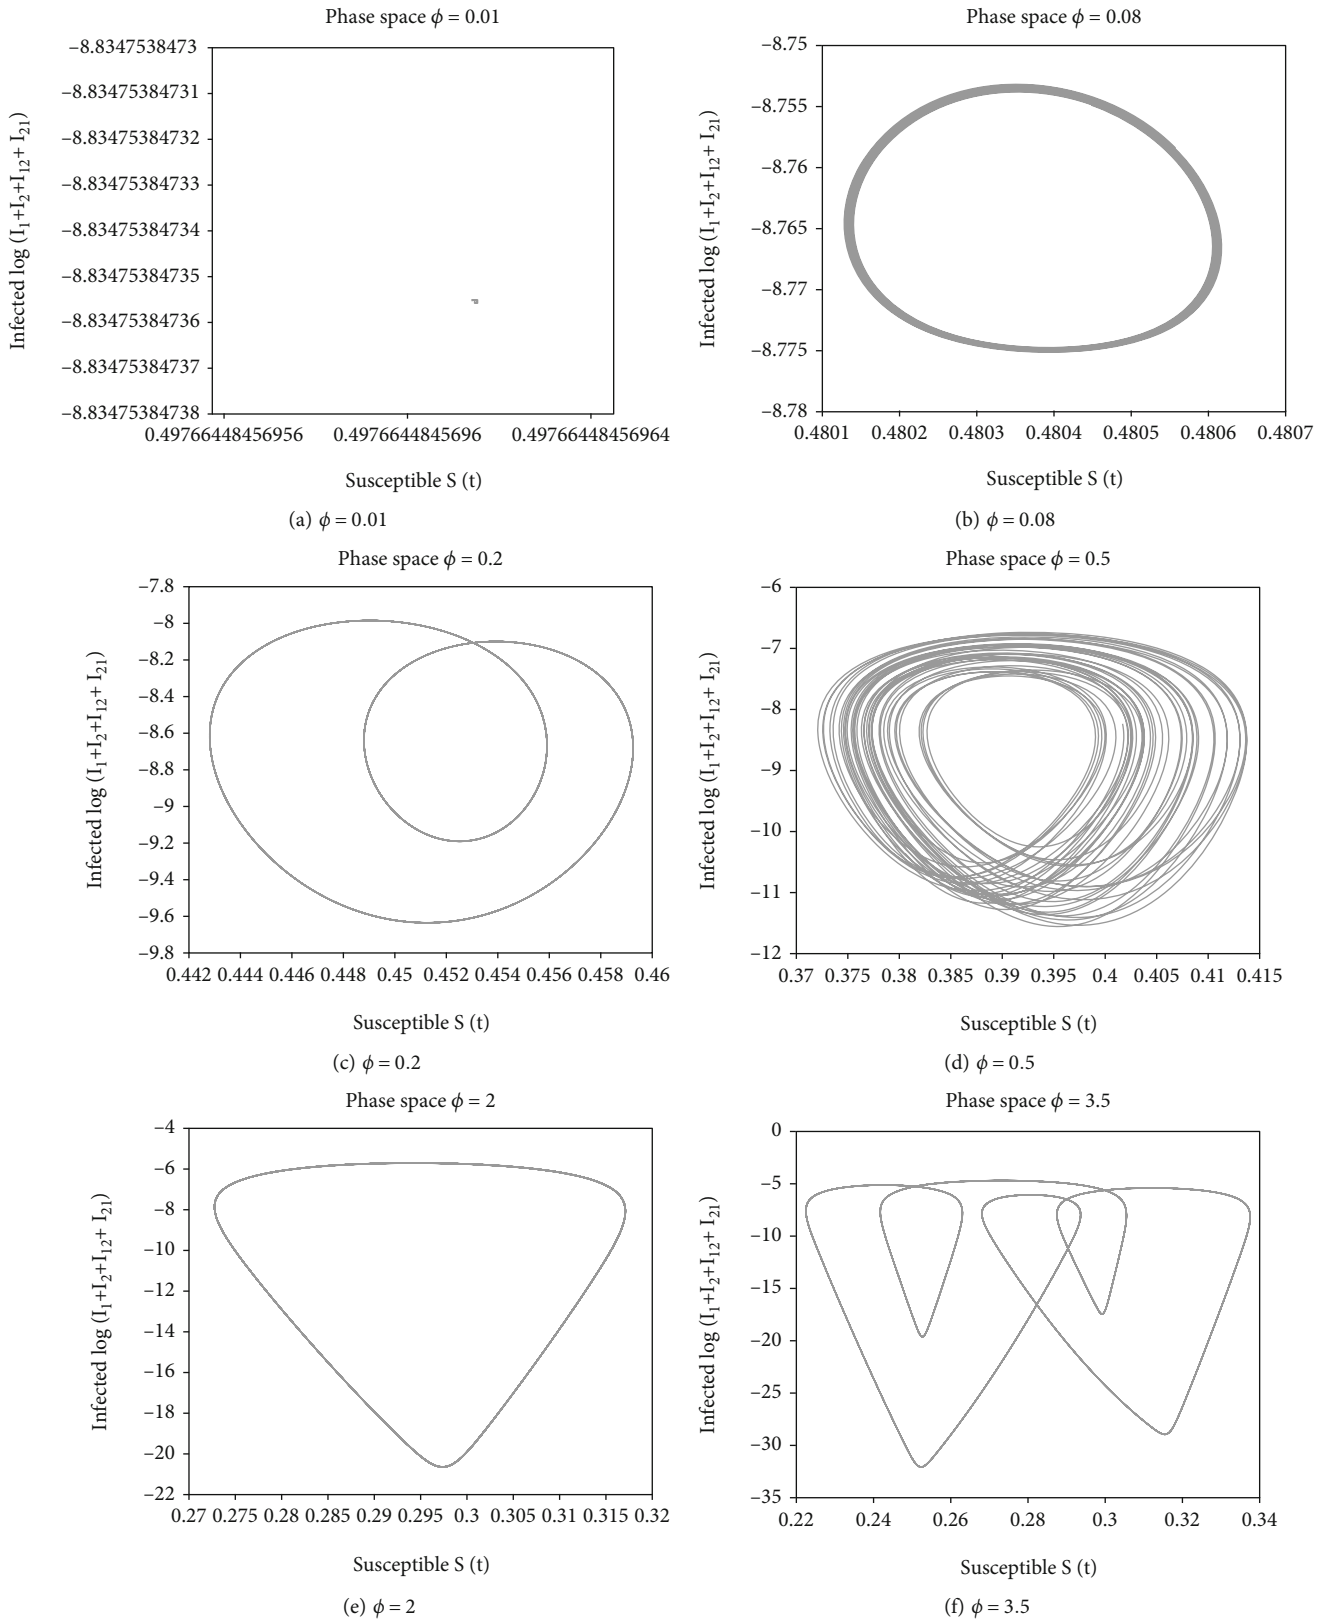 Phase space ϕ = 0.01
Infected log (I1+I2+I12+ I21)
−8.8347538473
−8.83475384731
−8.83475384732
−8.83475384733
−8.83475384734
−8.83475384735
−8.83475384736
−8.83475384737
−8.83475384738
0.49766448456956 0.4976644845696 0.49766448456964
Susceptible S (t)
(a) ϕ = 0.01
Phase space ϕ = 0.08
Infected log (I1+I2+I12+ I21)
−8.75
−8.755
−8.76
−8.765
−8.77
−8.775
−8.78
0.4801 0.4802 0.4803 0.4804 0.4805 0.4806 0.4807
Susceptible S (t)
(b) ϕ = 0.08
Phase space ϕ = 0.2
Infected log (I1+I2+I12+ I21)
−7.8
−8
−8.2
−8.4
−8.6
−8.8
−9
−9.2
−9.4
−9.6
−9.8
0.442 0.444 0.446 0.448 0.45 0.452 0.454 0.456 0.458 0.46
Susceptible S (t)
(c) ϕ = 0.2
Phase space ϕ = 0.5
Infected log (I1+I2+I12+ I21)
−6
−7
−8
−9
−10
−11
−12
0.37 0.375 0.38 0.385 0.39 0.395 0.4 0.405 0.41 0.415
Susceptible S (t)
(d) ϕ = 0.5
Phase space ϕ = 2
Infected log (I1+I2+I12+ I21)
−4
−6
−8
−10
−12
−14
−16
−18
−20
−22
0.27 0.275 0.28 0.285 0.29 0.295 0.3 0.305 0.31 0.315 0.32
Susceptible S (t)
(e) ϕ = 2
Phase space ϕ = 3.5
Infected log (I1+I2+I12+ I21)
0
−5
−10
−15
−20
−25
−30
−35
0.22 0.24 0.26 0.28 0.3 0.32 0.34
Susceptible S (t)
(f) ϕ = 3.5